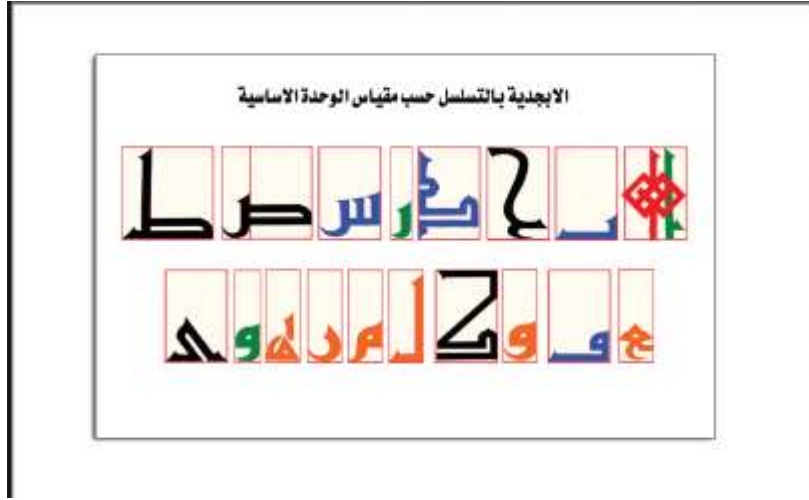 الابجدية بالتسلسل حسب مقياس الوحدة الاساسية
ا ب ح د ر س ص ط
ع ف و ك ل م ر ه و ى